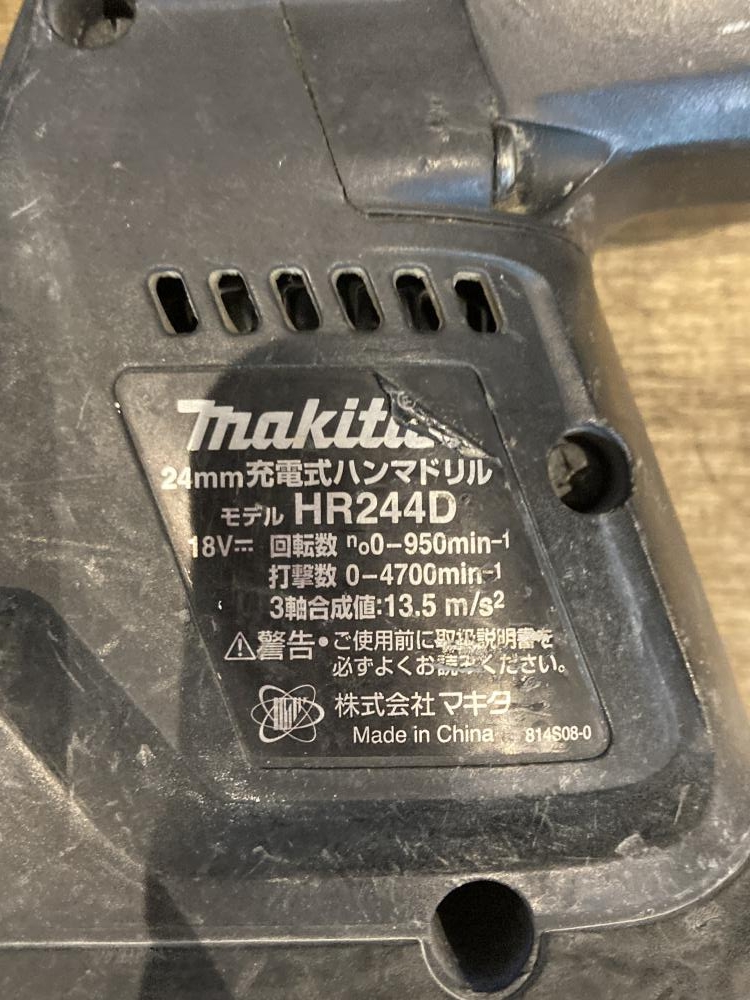 makita
24mm充電式ハンマドリル
モデル HR244D
18V⎓ 回転数 n₀0-950min⁻¹
打撃数 0-4700min⁻¹
3軸合成値:13.5 m/s²
⚠警告・ご使用前に取扱説明書を
必ずよくお読みください。
株式会社マキタ
Made in China 814S08-0